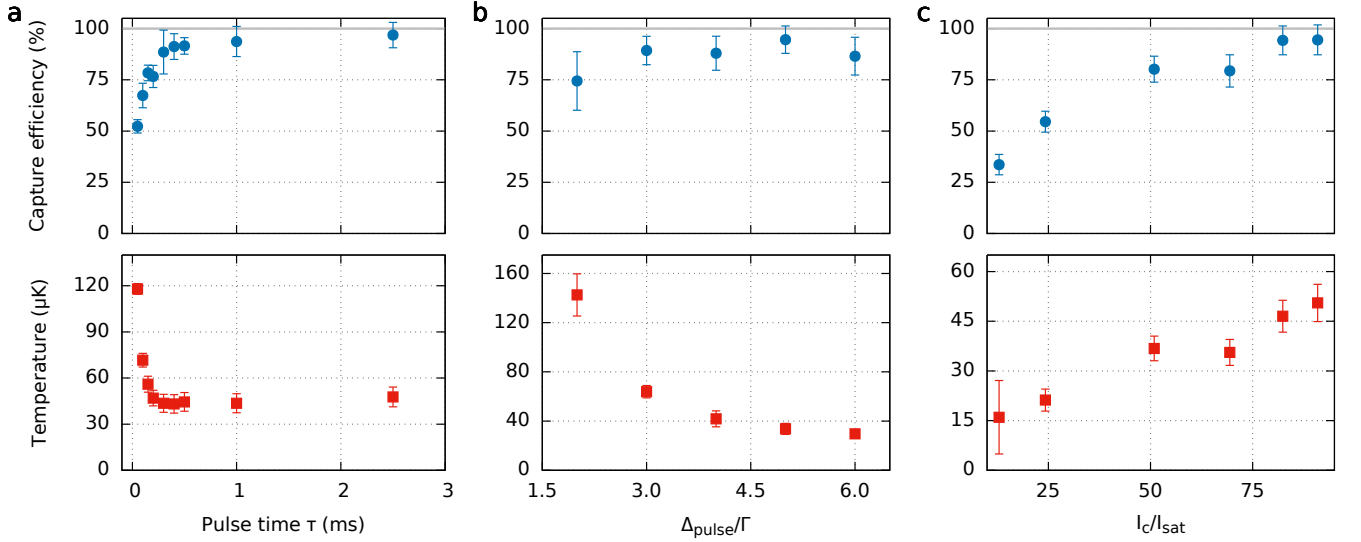 a
b
c
Capture efficiency (%)
100
75
50
25
0
100
75
50
25
0
100
75
50
25
0
Temperature (μK)
120
90
60
30
0
160
120
80
40
0
60
45
30
15
0
0 1 2 3
1.5 3.0 4.5 6.0
25 50 75
Pulse time τ (ms)
Δpulse/Γ
Ic/Isat